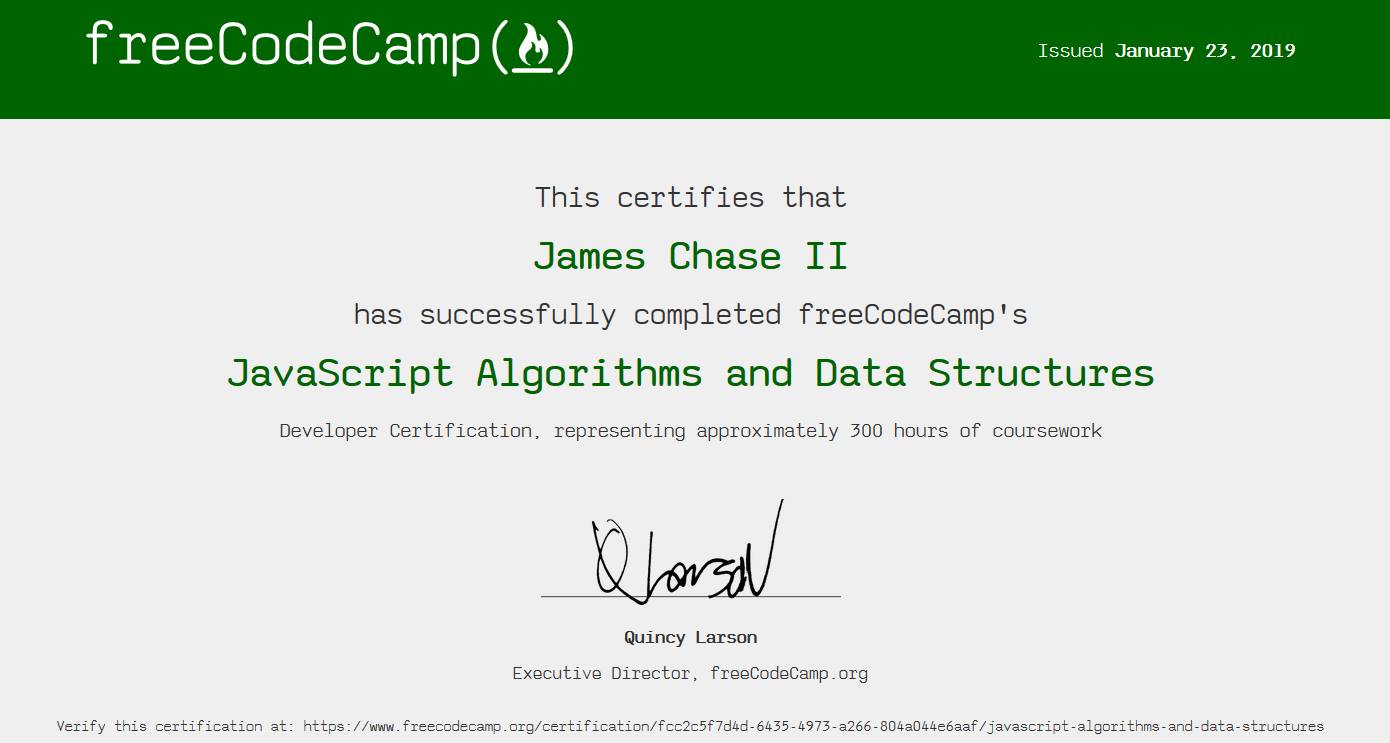 freeCodeCamp(🔥)
Issued January 23, 2019
This certifies that
James Chase II
has successfully completed freeCodeCamp's
JavaScript Algorithms and Data Structures
Developer Certification, representing approximately 300 hours of coursework
Q Larson
Quincy Larson
Executive Director, freeCodeCamp.org
Verify this certification at: https://www.freecodecamp.org/certification/fcc2c5f7d4d-6435-4973-a266-804a044e6aaf/javascript-algorithms-and-data-structures